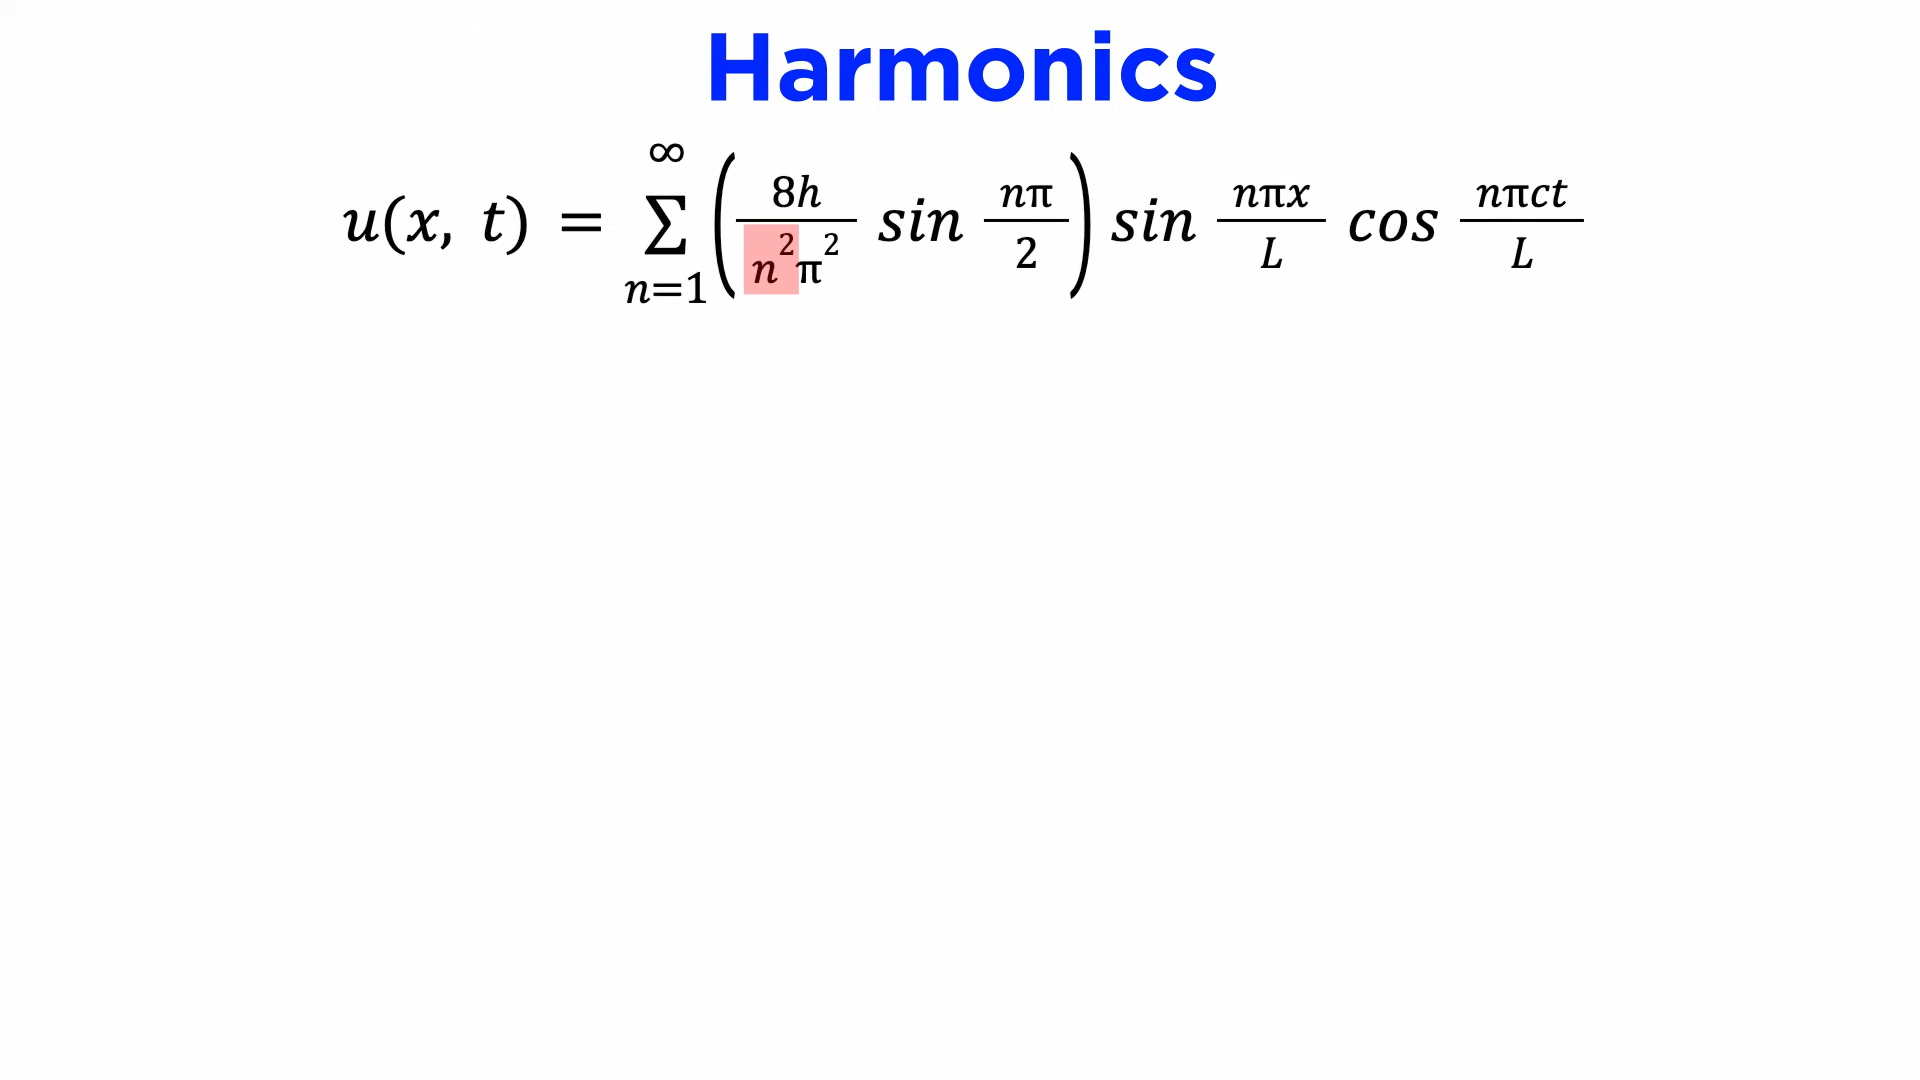 Harmonics
u(x, t) = ∞∑n=1 (8h/n²π² sin nπ/2) sin nπx/L cos nπct/L